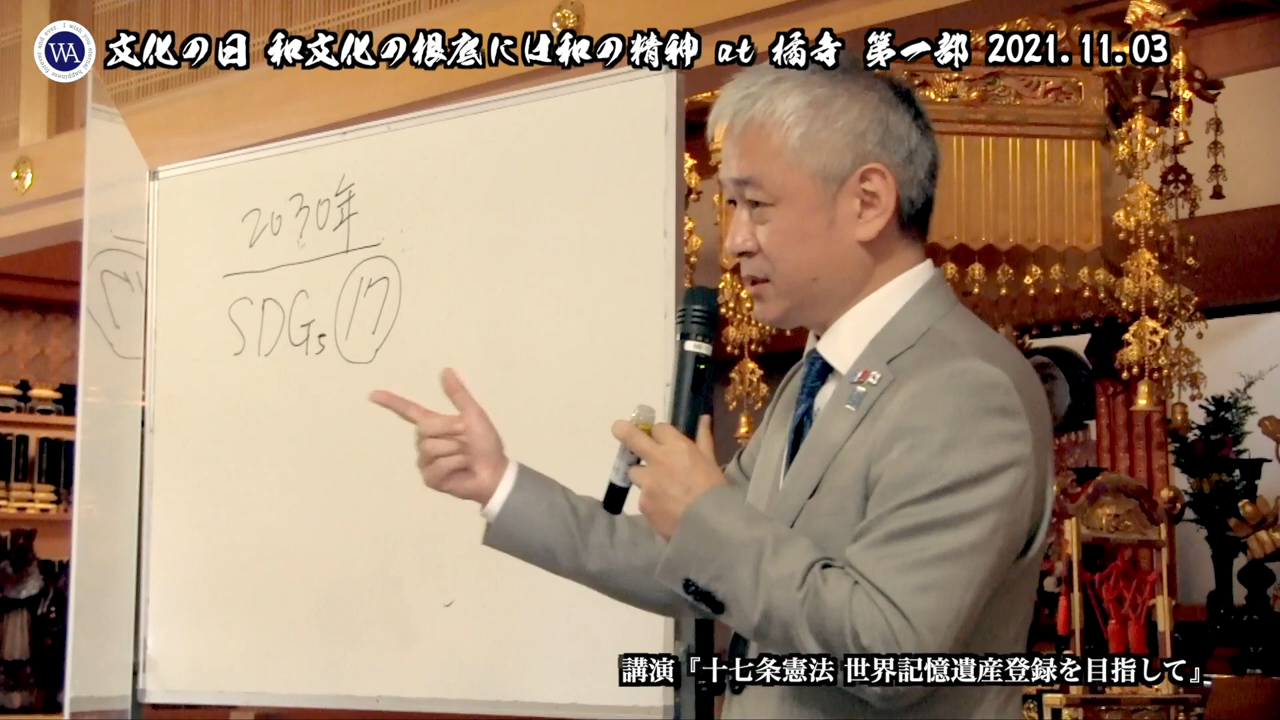 WA
文化の日 和文化の根底には和の精神 at 橘寺 第一部 2021.11.03
2030年
SDGs 17
講演『十七条憲法 世界記憶遺産登録を目指して』